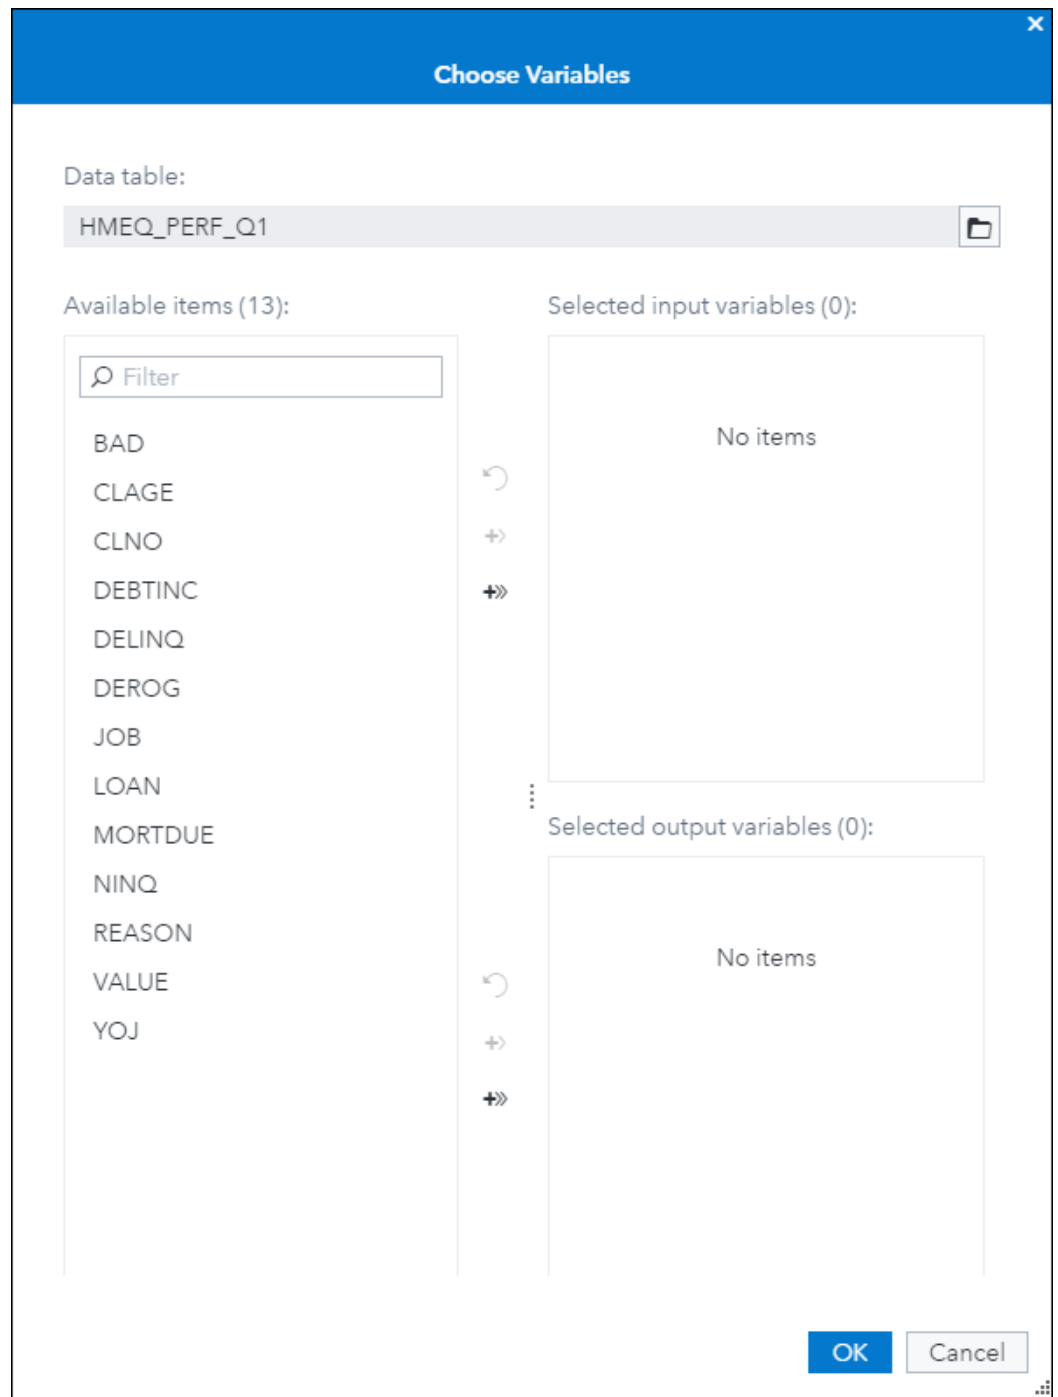 Choose Variables
Data table:
HMEQ_PERF_Q1
Available items (13):
Filter
BAD
CLAGE
CLNO
DEBTINC
DELINQ
DEROG
JOB
LOAN
MORTDUE
NINQ
REASON
VALUE
YOJ
Selected input variables (0):
No items
Selected output variables (0):
No items
OK
Cancel